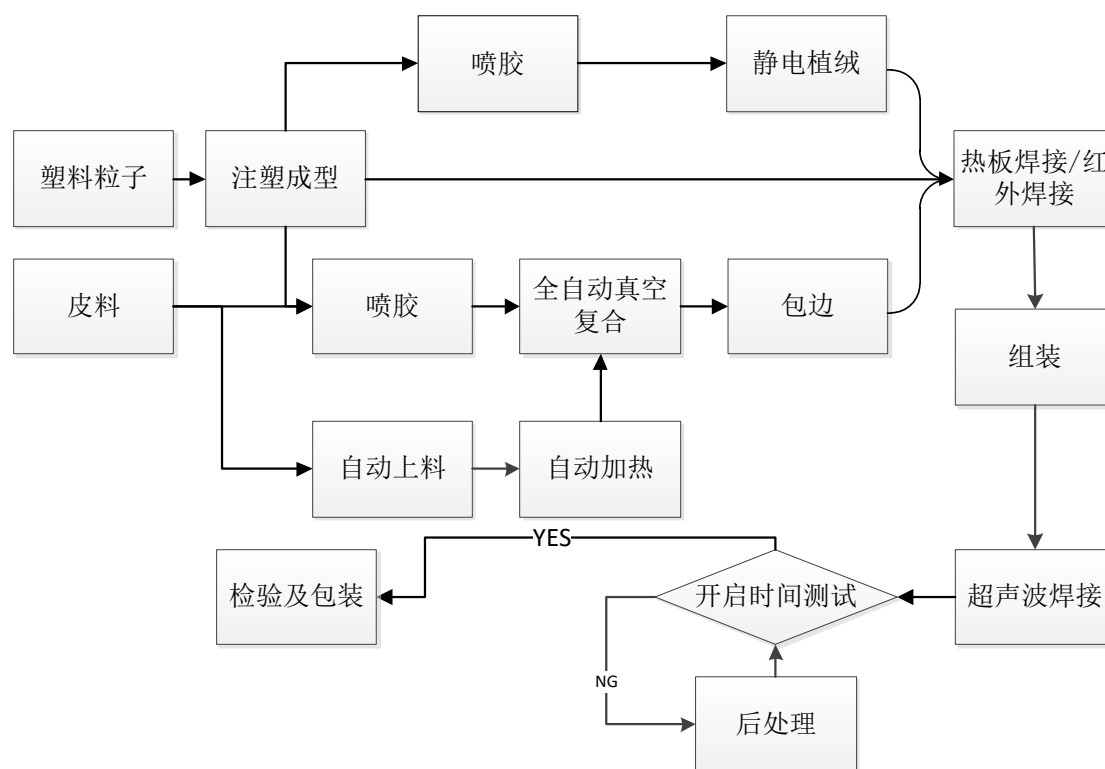 喷胶
静电植绒
塑料粒子
注塑成型
热板焊接/红
外焊接
皮料
喷胶
全自动真空
复合
包边
组装
自动上料
自动加热
YES
检验及包装
开启时间测试
超声波焊接
NG
后处理